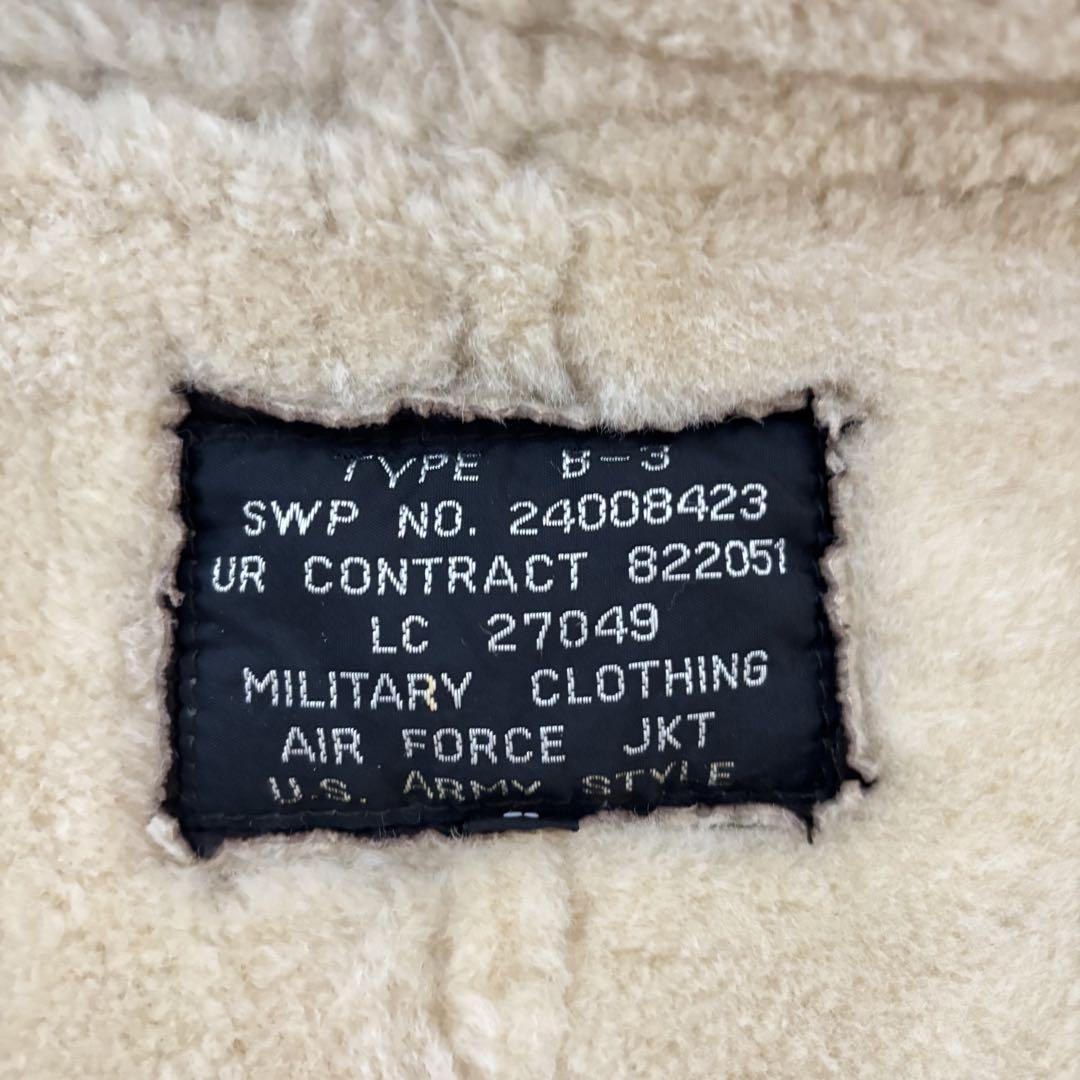 TYPE B-3
SWP NO. 24008423
UR CONTRACT 822051
LC 27049
MILITARY CLOTHING
AIR FORCE JKT
U.S. ARMY STYLE